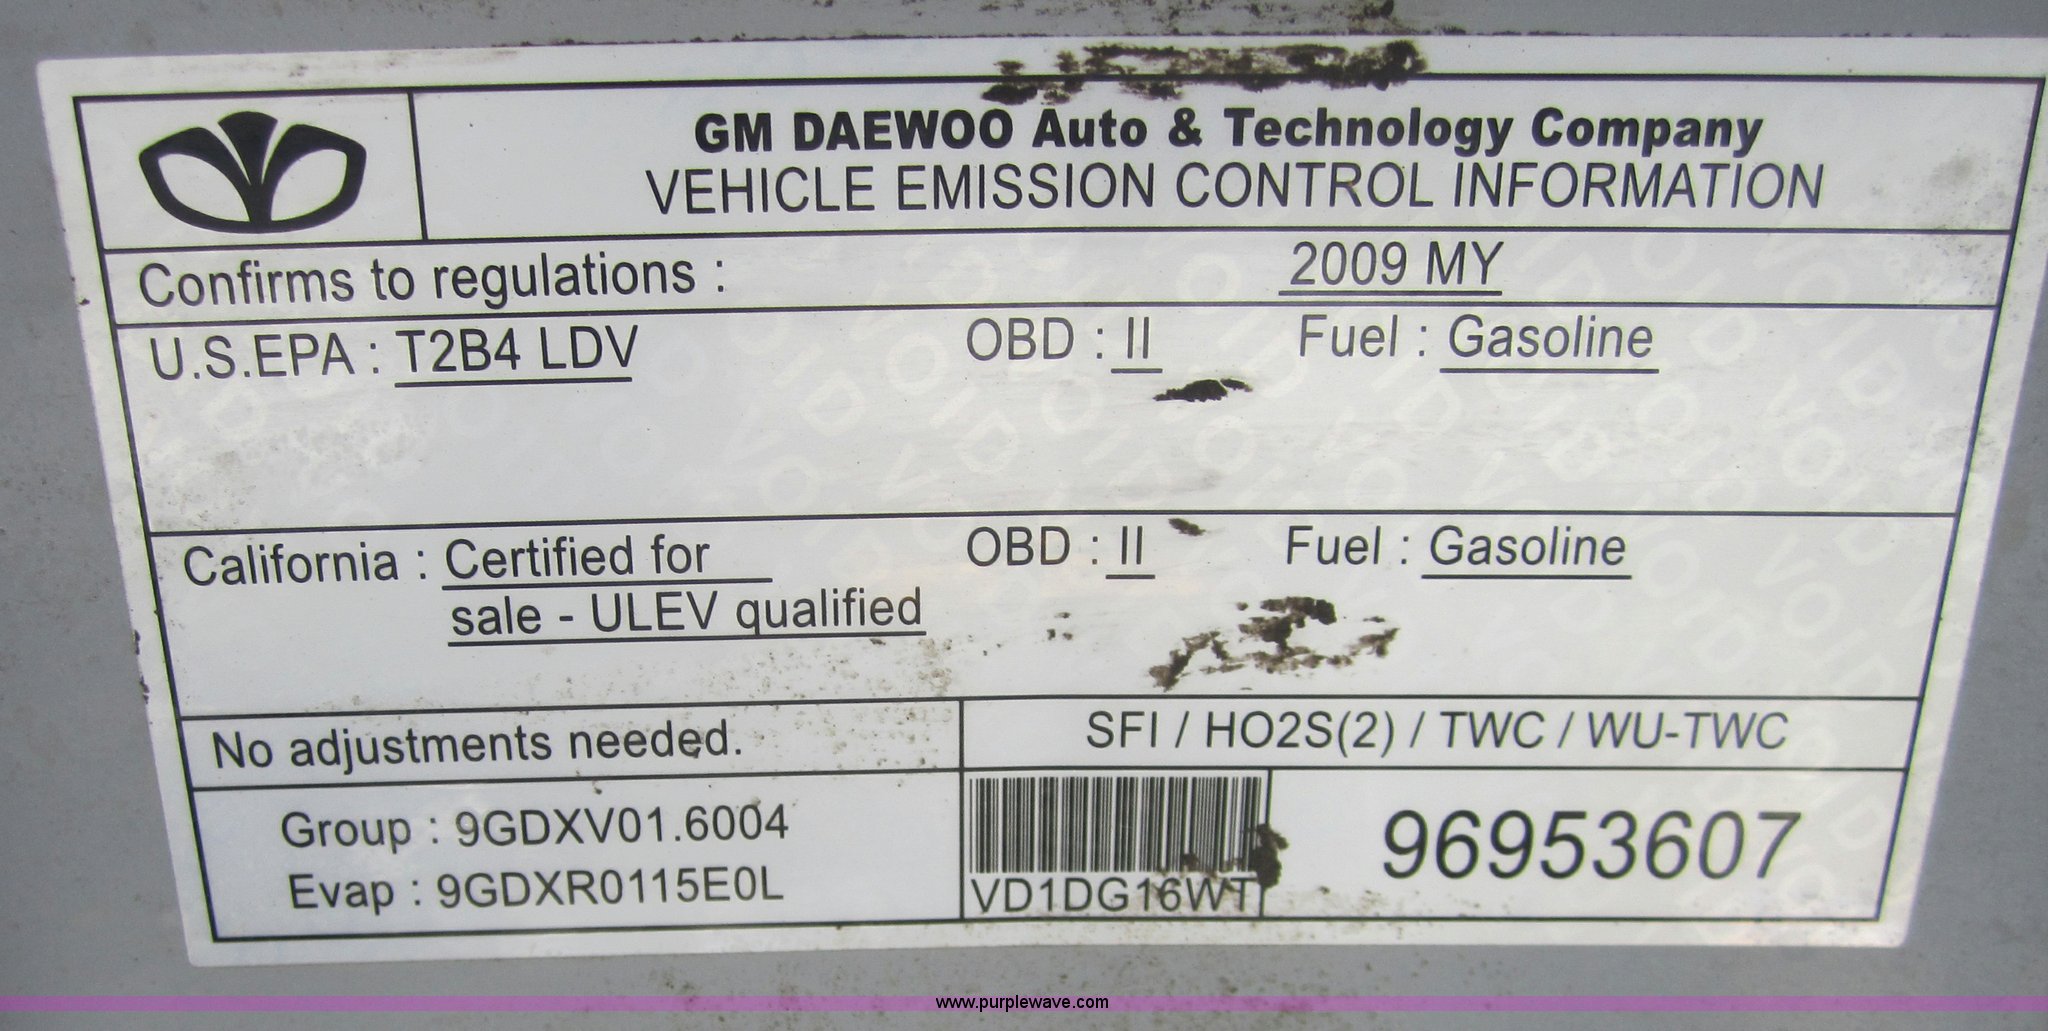 GM DAEWOO Auto & Technology Company
VEHICLE EMISSION CONTROL INFORMATION
Confirms to regulations : 2009 MY
U.S.EPA : T2B4 LDV OBD : II Fuel : Gasoline
California : Certified for OBD : II Fuel : Gasoline
sale - ULEV qualified
No adjustments needed. SFI / HO2S(2) / TWC / WU-TWC
Group : 9GDXV01.6004
Evap : 9GDXR0115E0L
VD1DG16WT
96953607
www.purplewave.com